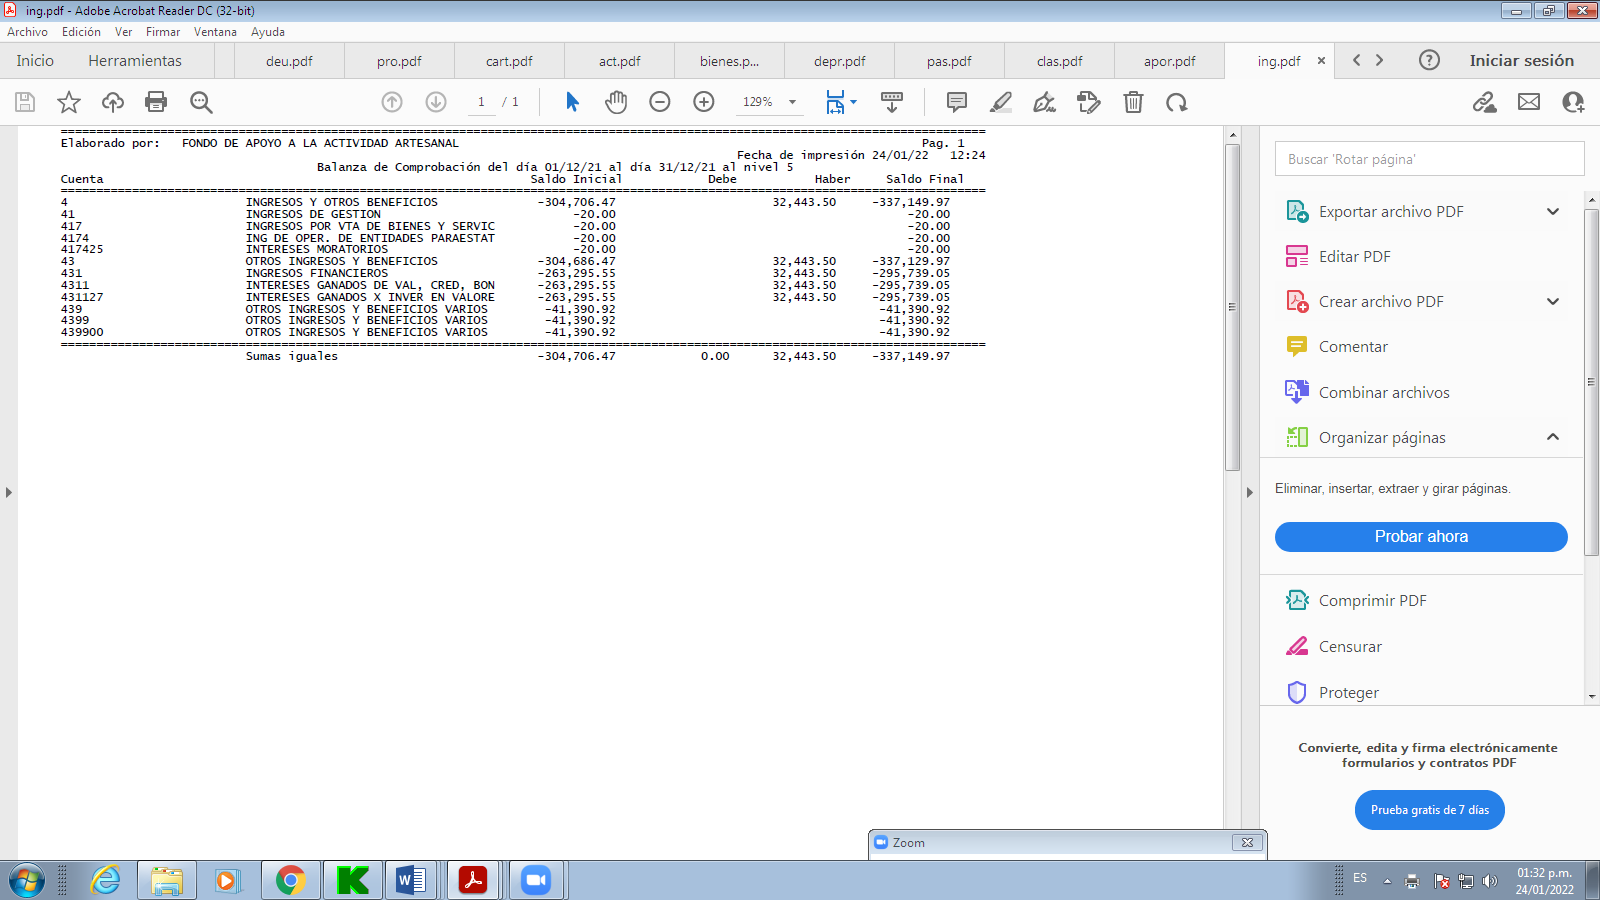 ing.pdf - Adobe Acrobat Reader DC (32-bit)
Archivo Edición Ver Firmar Ventana Ayuda
Inicio Herramientas deu.pdf pro.pdf cart.pdf act.pdf bienes.p... depr.pdf pas.pdf clas.pdf apor.pdf ing.pdf Iniciar sesión
1 / 1 129%
Elaborado por: FONDO DE APOYO A LA ACTIVIDAD ARTESANAL Pag. 1
Fecha de impresión 24/01/22 12:24
Balanza de Comprobación del día 01/12/21 al día 31/12/21 al nivel 5
Cuenta Saldo Inicial Debe Haber Saldo Final
4 INGRESOS Y OTROS BENEFICIOS -304,706.47 32,443.50 -337,149.97
41 INGRESOS DE GESTION -20.00 -20.00
417 INGRESOS POR VTA DE BIENES Y SERVIC -20.00 -20.00
4174 ING DE OPER. DE ENTIDADES PARAESTAT -20.00 -20.00
417425 INTERESES MORATORIOS -20.00 -20.00
43 OTROS INGRESOS Y BENEFICIOS -304,686.47 32,443.50 -337,129.97
431 INGRESOS FINANCIEROS -263,295.55 32,443.50 -295,739.05
4311 INTERESES GANADOS DE VAL, CRED, BON -263,295.55 32,443.50 -295,739.05
431127 INTERESES GANADOS X INVER EN VALORE -263,295.55 32,443.50 -295,739.05
439 OTROS INGRESOS Y BENEFICIOS VARIOS -41,390.92 -41,390.92
4399 OTROS INGRESOS Y BENEFICIOS VARIOS -41,390.92 -41,390.92
439900 OTROS INGRESOS Y BENEFICIOS VARIOS -41,390.92 -41,390.92
Sumas iguales -304,706.47 0.00 32,443.50 -337,149.97
Buscar 'Rotar página'
Exportar archivo PDF
Editar PDF
Crear archivo PDF
Comentar
Combinar archivos
Organizar páginas
Eliminar, insertar, extraer y girar páginas.
Probar ahora
Comprimir PDF
Censurar
Proteger
Convierte, edita y firma electrónicamente
formularios y contratos PDF
Prueba gratis de 7 días
Zoom
ES
01:32 p.m.
24/01/2022